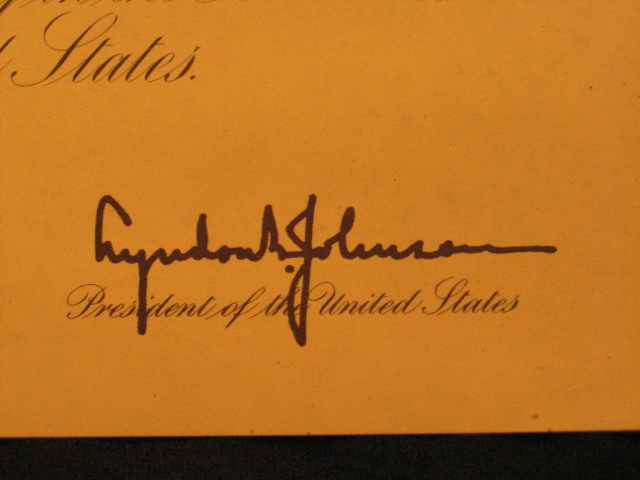 States.
Lyndon B. Johnson
President of the United States